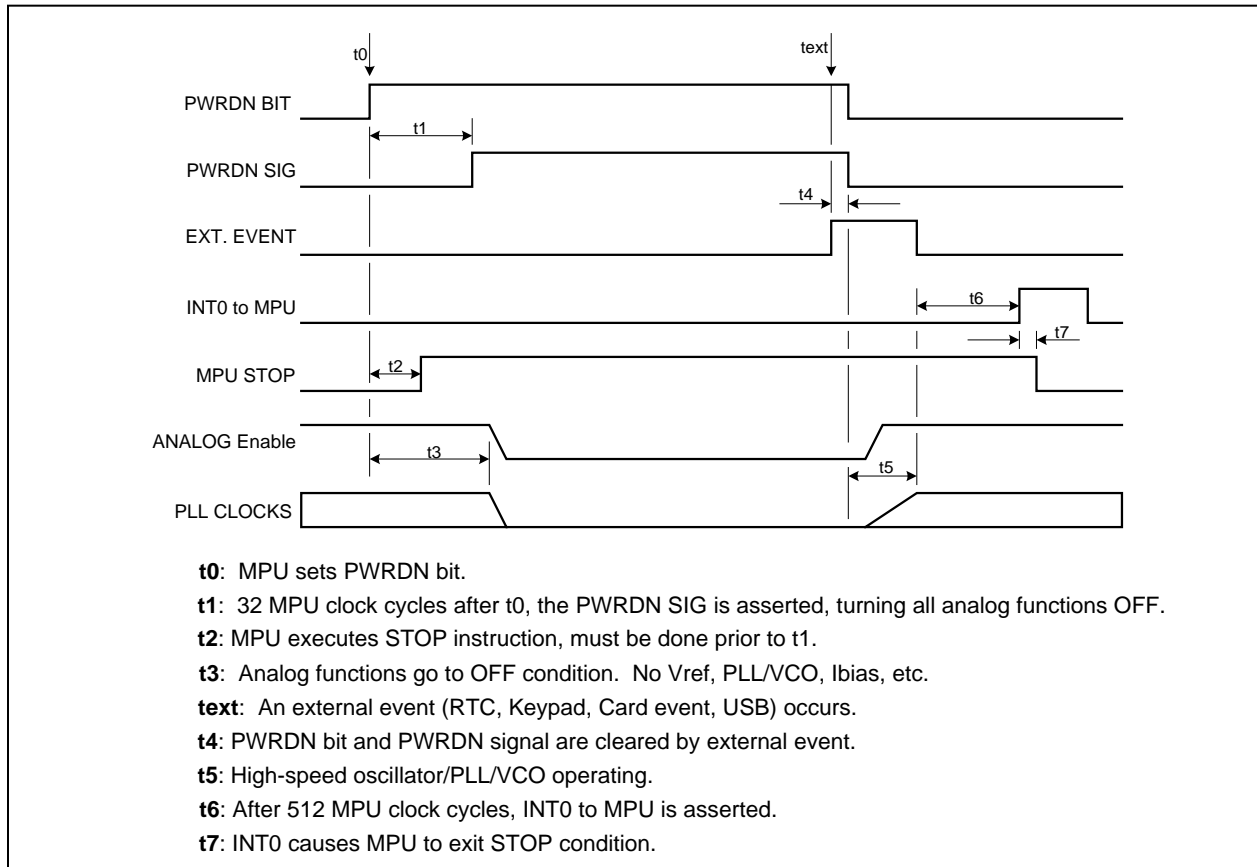 t0
text
PWRDN BIT
t1
PWRDN SIG
t4
EXT. EVENT
INT0 to MPU
t6
t7
MPU STOP
t2
ANALOG Enable
t3
t5
PLL CLOCKS
t0: MPU sets PWRDN bit.
t1: 32 MPU clock cycles after t0, the PWRDN SIG is asserted, turning all analog functions OFF.
t2: MPU executes STOP instruction, must be done prior to t1.
t3: Analog functions go to OFF condition. No Vref, PLL/VCO, Ibias, etc.
text: An external event (RTC, Keypad, Card event, USB) occurs.
t4: PWRDN bit and PWRDN signal are cleared by external event.
t5: High-speed oscillator/PLL/VCO operating.
t6: After 512 MPU clock cycles, INT0 to MPU is asserted.
t7: INT0 causes MPU to exit STOP condition.